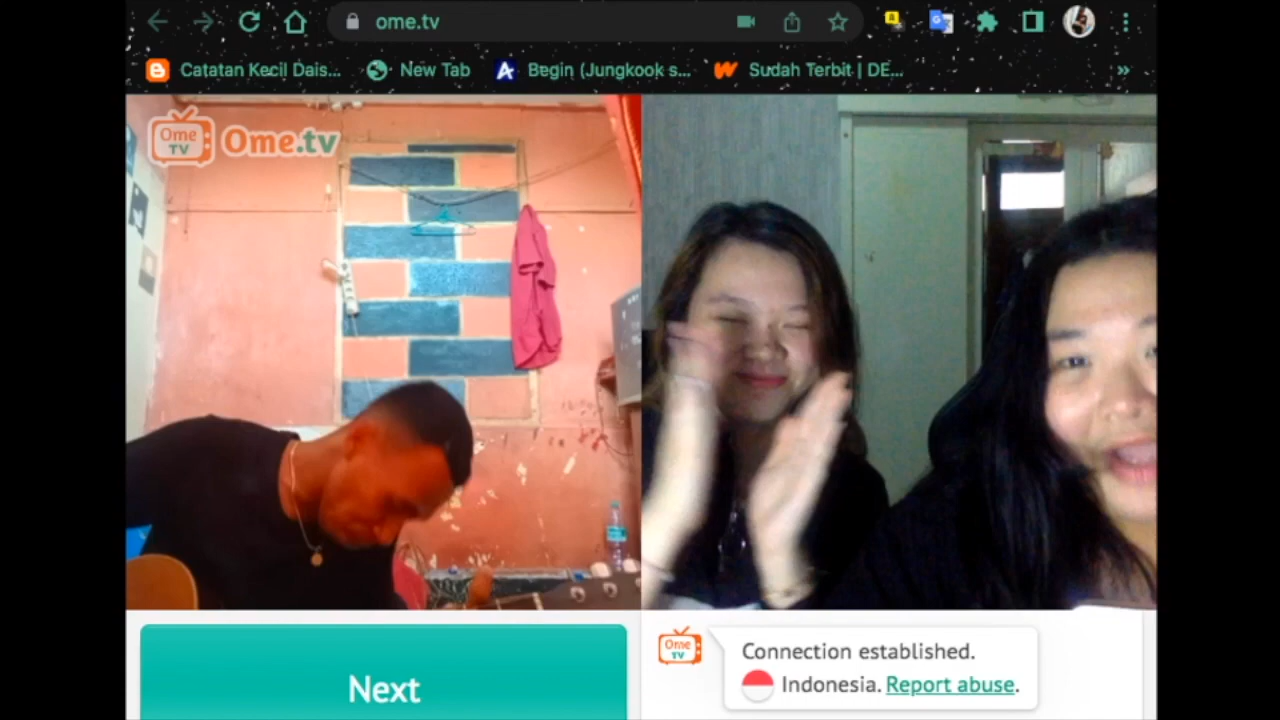 ome.tv
Catatan Kecil Dais...
New Tab
Begin (Jungkook s...
Sudah Terbit | DE...
»
Ome TV
Ome.tv
Next
Ome TV
Connection established.
Indonesia. Report abuse.